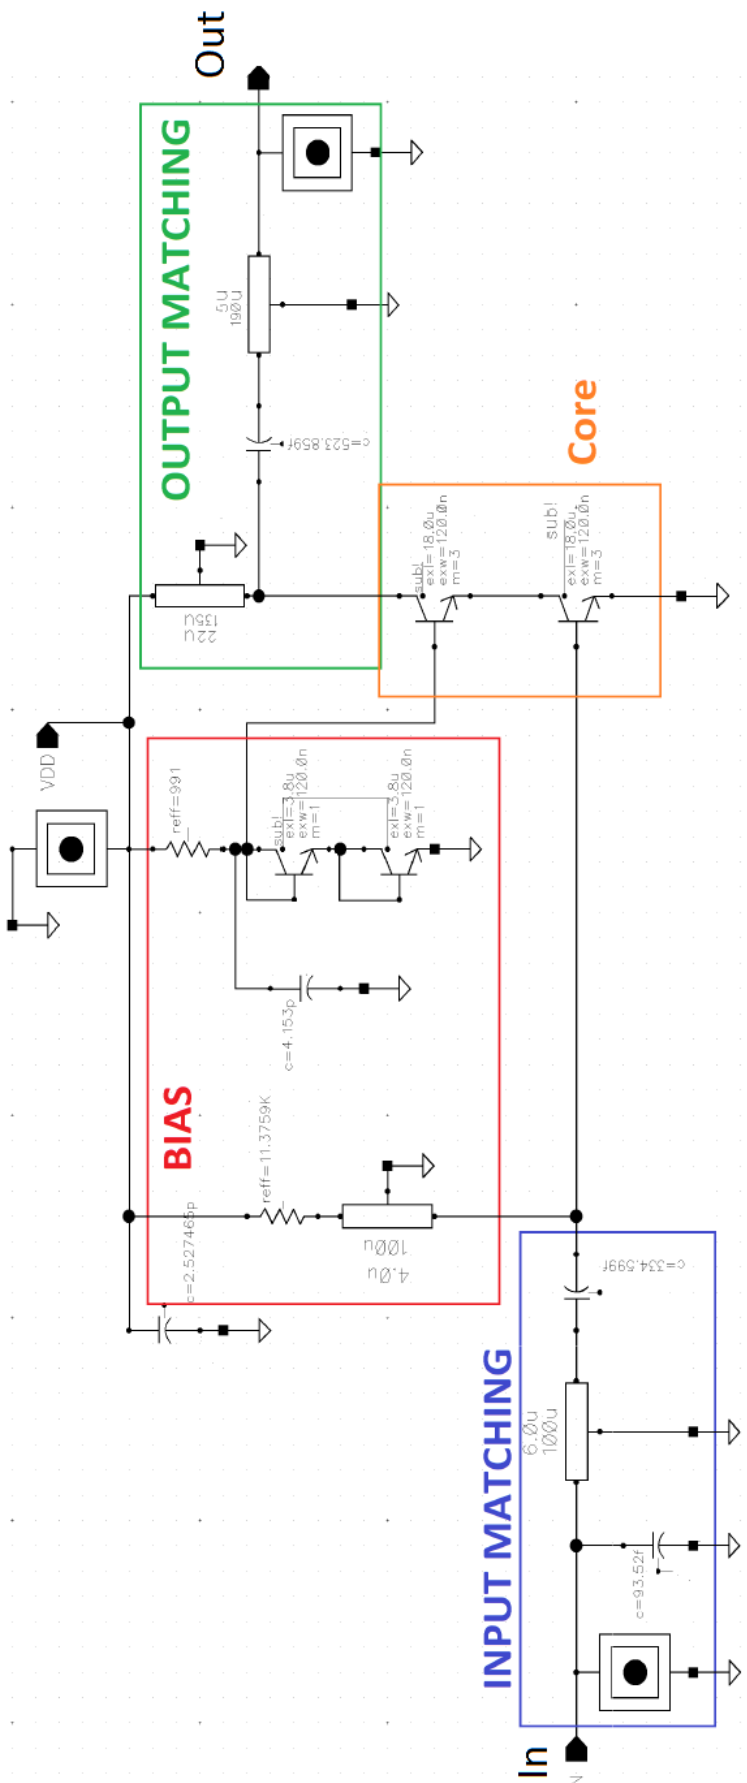 Out
OUTPUT MATCHING
5u
190u
c=523.859f
22u
135u
Core
sub!
exl=18.0u
exw=120.0n
m=3
sub!
exl=18.0u
exw=120.0n
m=3
VDD
reff=991
sub!
exl=3.8u
exw=120.0n
m=1
exl=3.8u
exw=120.0n
m=1
c=4.153p
BIAS
reff=11.3759K
100u
4.0u
c=2.527465p
c=334.599f
INPUT MATCHING
6.0u
100u
c=93.52f
In